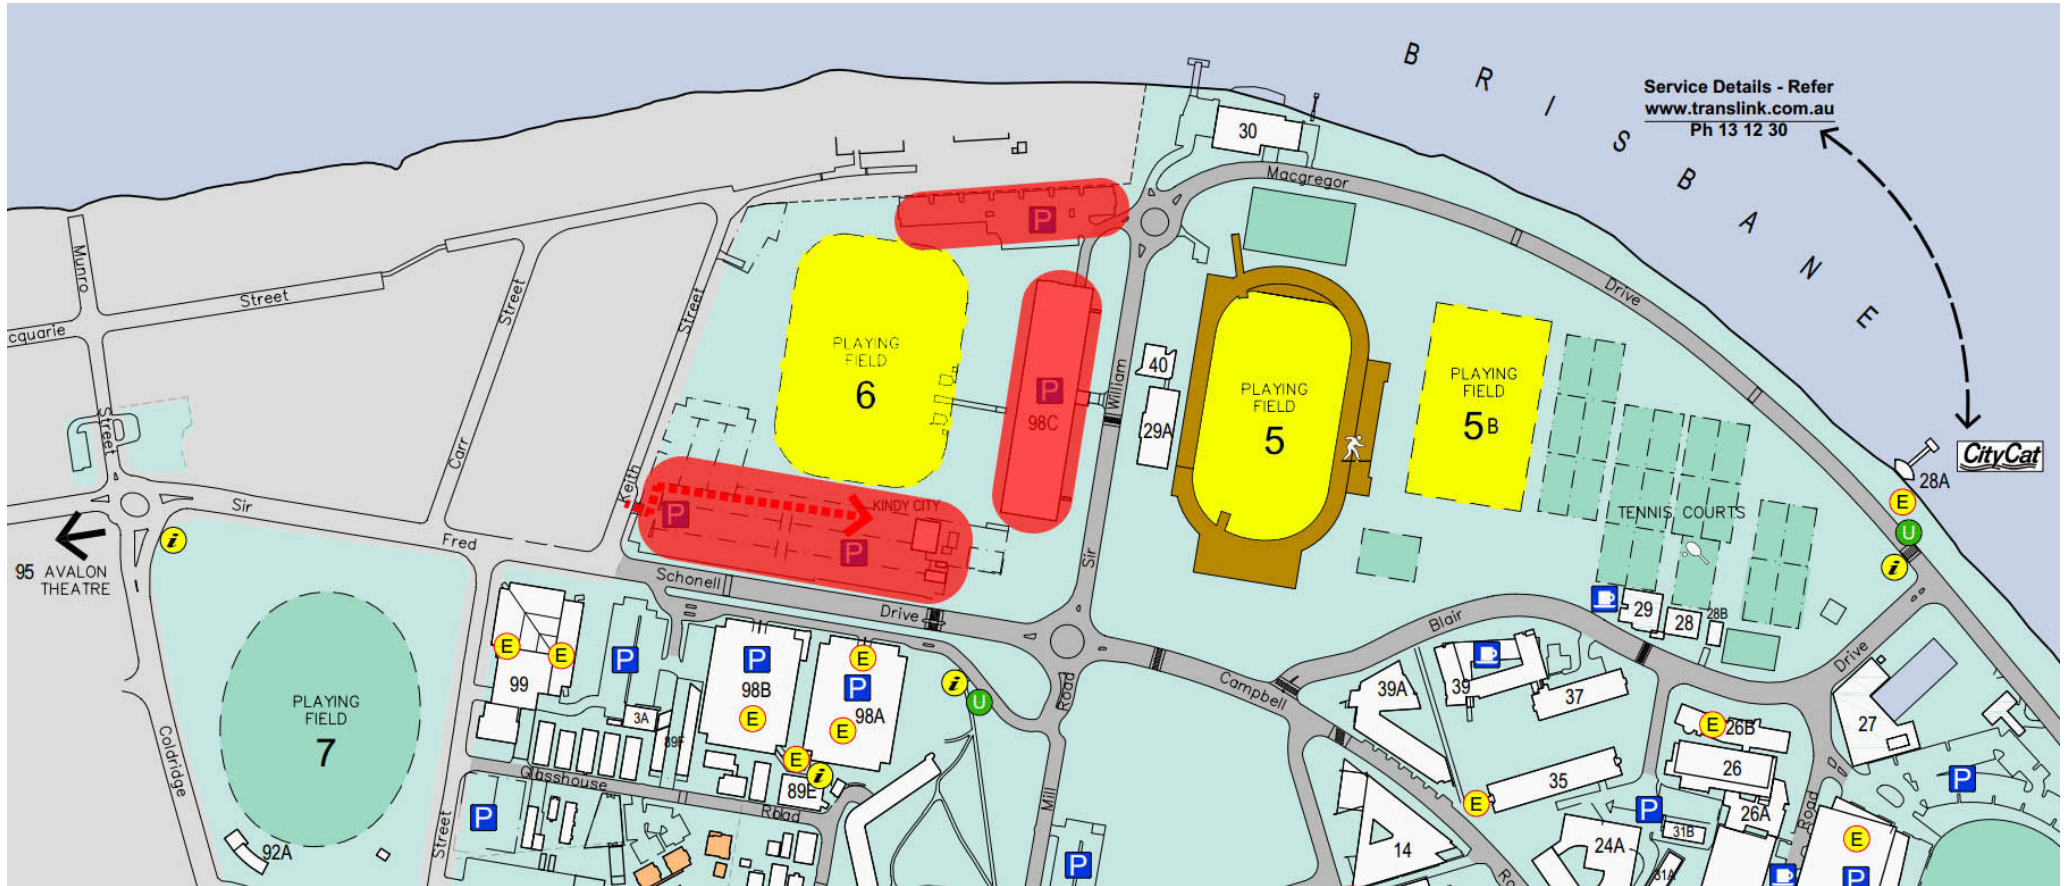 B R I S B A N E
Service Details - Refer
www.translink.com.au
Ph 13 12 30
CityCat
28A
E
U
i
30
Macgregor
Drive
P
Munro
Street
Street
cquarie
Street
Carr
Street
Keith
Street
PLAYING
FIELD
6
P
98C
William
Sir
40
29A
PLAYING
FIELD
5
PLAYING
FIELD
5B
TENNIS COURTS
KINDY CITY
P
P
Sir
Fred
Schonell
Drive
95 AVALON
THEATRE
i
PLAYING
FIELD
7
Coldridge
92A
Street
99
E
E
P
3A
89F
P
98B
E
E
P
98A
E
E
i
89E
i
U
Glasshouse
Road
P
Road
Mill
P
Campbell
Blair
Drive
29
28
28B
39A
39
37
35
E
14
24A
P
31B
31A
E
26B
26
26A
27
Road
P
E
P
Ro